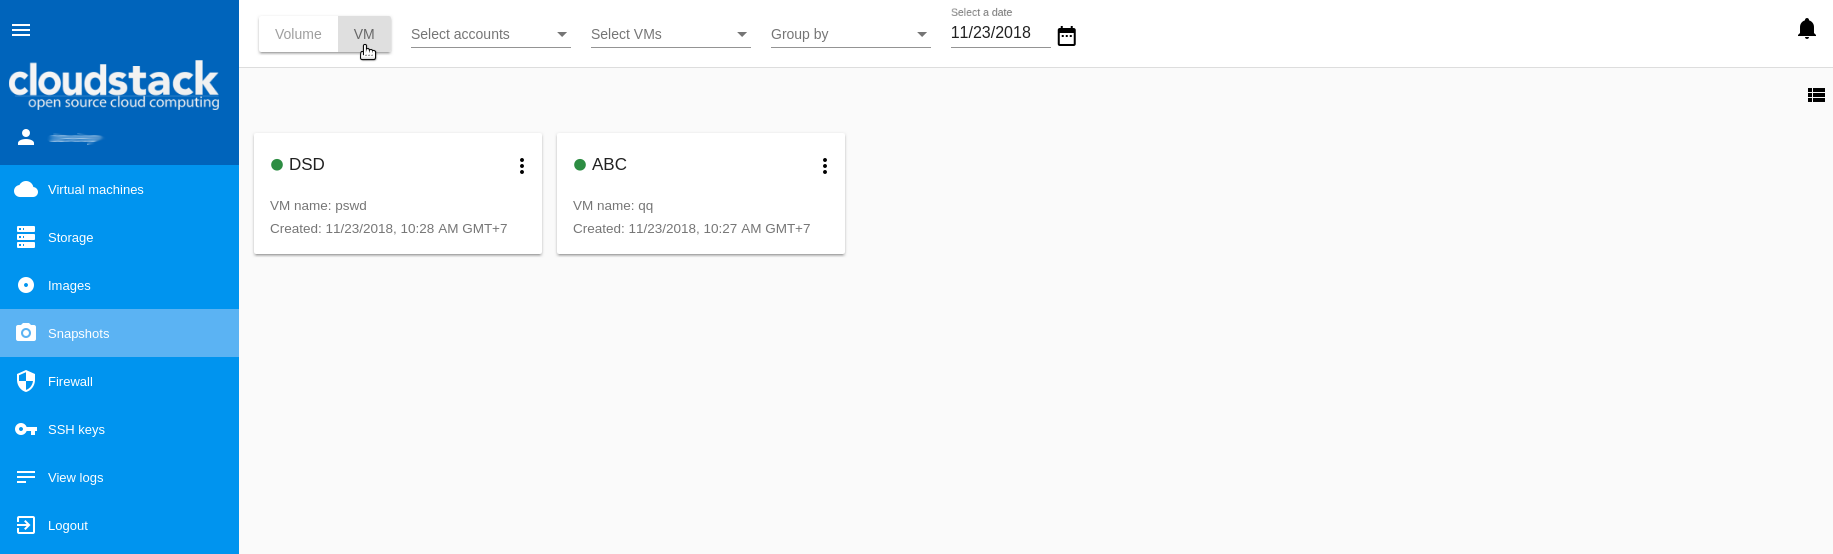 cloudstack
open source cloud computing
Virtual machines
Storage
Images
Snapshots
Firewall
SSH keys
View logs
Logout
Volume VM Select accounts Select VMs Group by Select a date
11/23/2018
DSD
VM name: pswd
Created: 11/23/2018, 10:28 AM GMT+7
ABC
VM name: qq
Created: 11/23/2018, 10:27 AM GMT+7